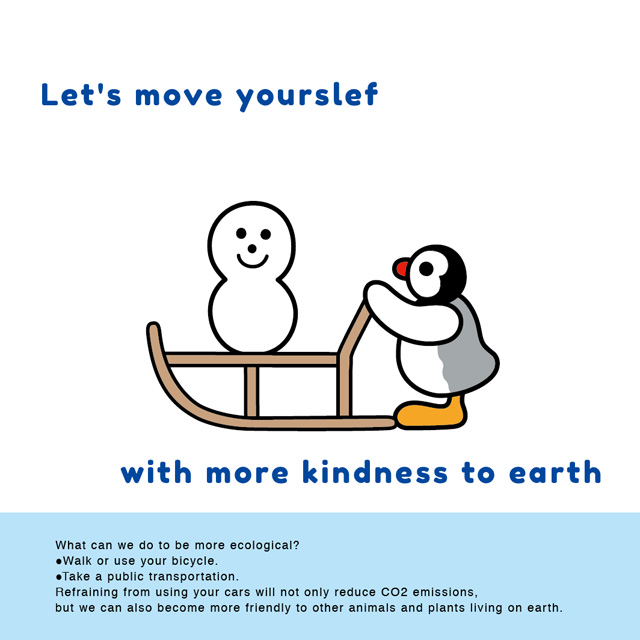 Let's move yourslef
with more kindness to earth
What can we do to be more ecological?
●Walk or use your bicycle.
●Take a public transportation.
Refraining from using your cars will not only reduce CO2 emissions,
but we can also become more friendly to other animals and plants living on earth.